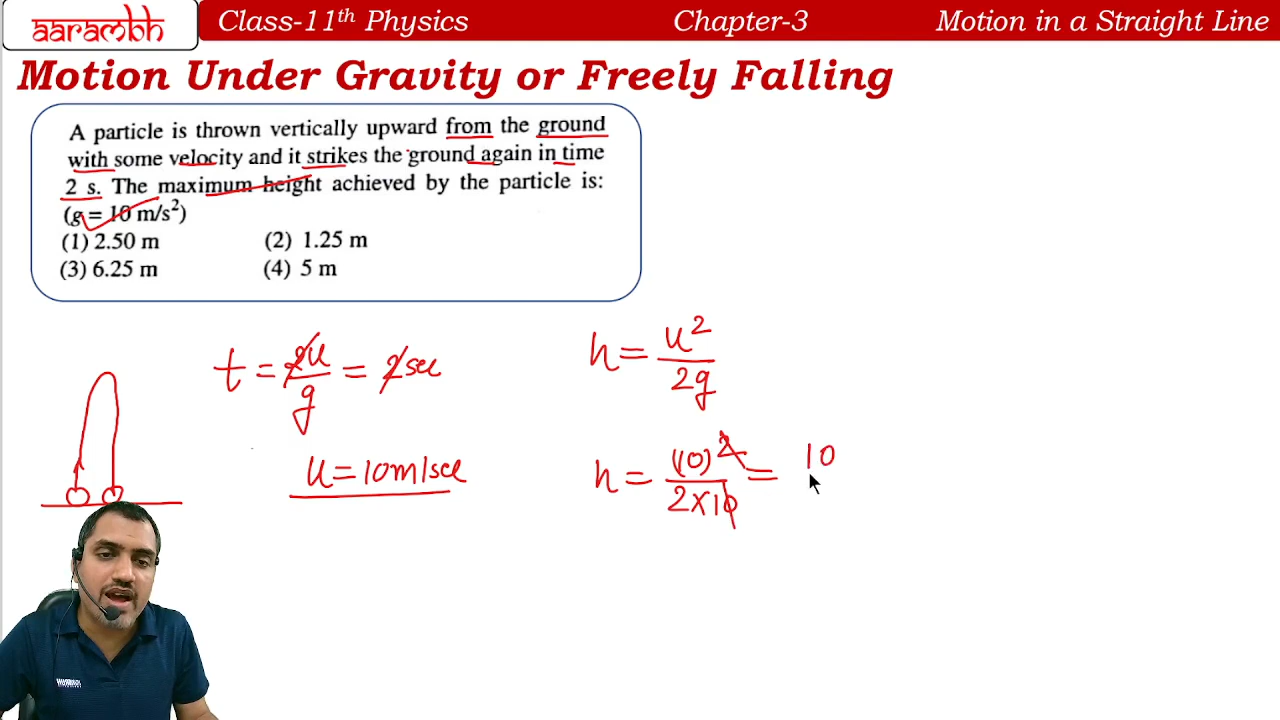 aarambh Class-11th Physics Chapter-3 Motion in a Straight Line
Motion Under Gravity or Freely Falling
A particle is thrown vertically upward from the ground
with some velocity and it strikes the ground again in time
2 s. The maximum height achieved by the particle is:
(g = 10 m/s²)
(1) 2.50 m (2) 1.25 m
(3) 6.25 m (4) 5 m
t = 2u/g = 2sec
u = 10m/sec
h = u²/2g
h = (10)²/2×10 = 10